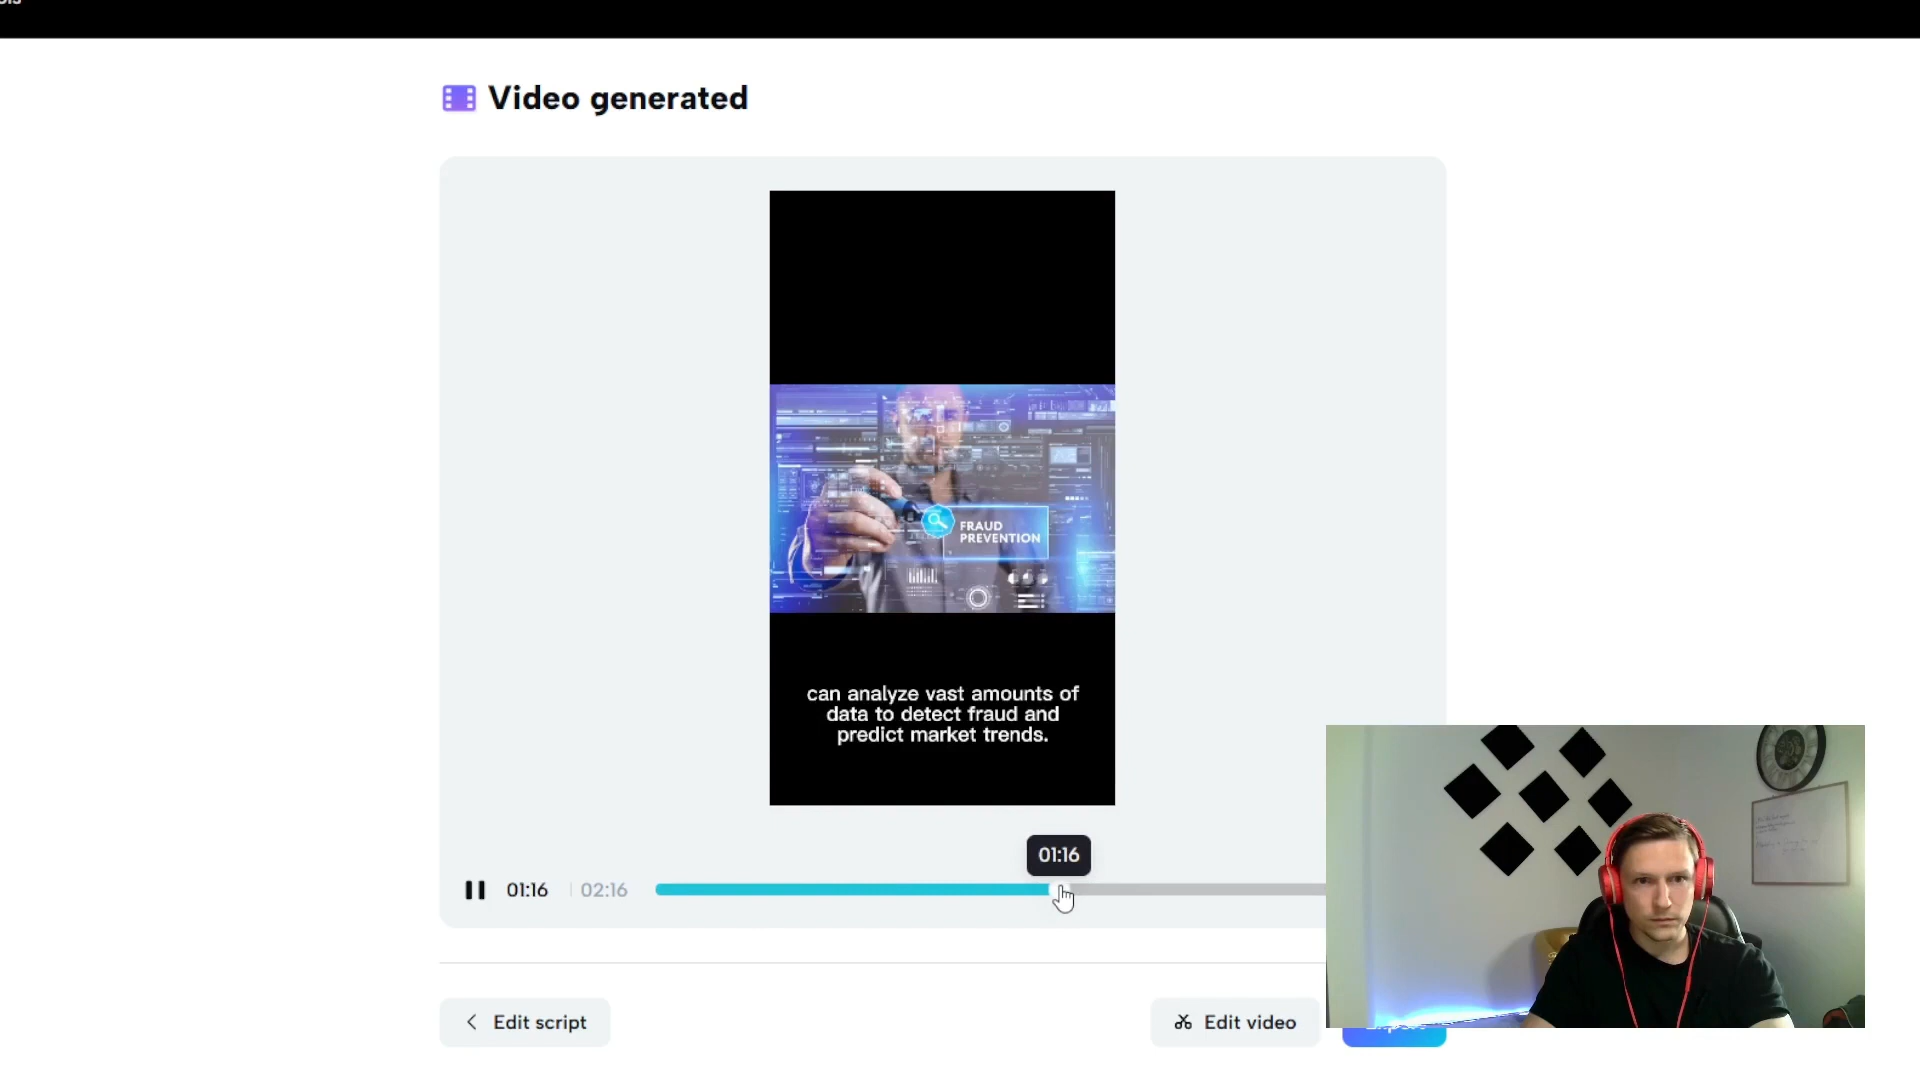 Video generated
FRAUD
PREVENTION
can analyze vast amounts of
data to detect fraud and
predict market trends.
01:16
01:16 | 02:16
Edit script
Edit video